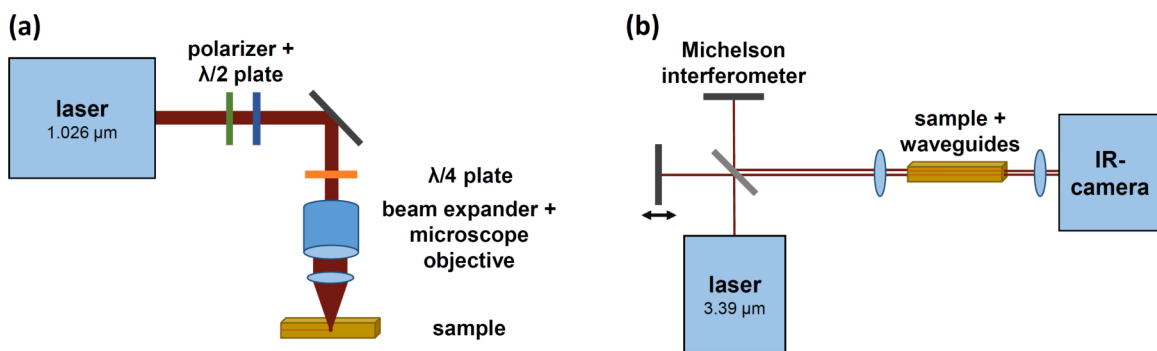 (a)
polarizer +
λ/2 plate
laser
1.026 µm
λ/4 plate
beam expander +
microscope
objective
sample
(b)
Michelson
interferometer
sample +
waveguides
IR-
camera
laser
3.39 µm